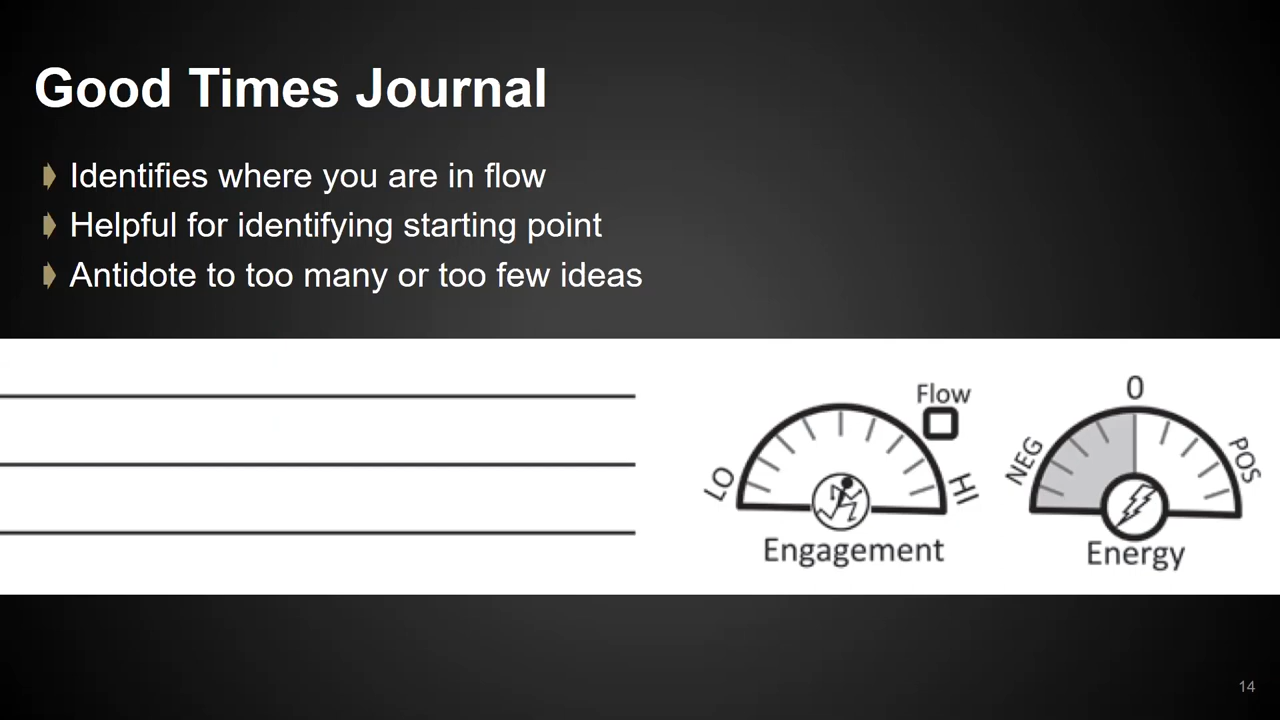 Good Times Journal
Identifies where you are in flow
Helpful for identifying starting point
Antidote to too many or too few ideas
Flow
LO
HI
Engagement
0
NEG
POS
Energy
14